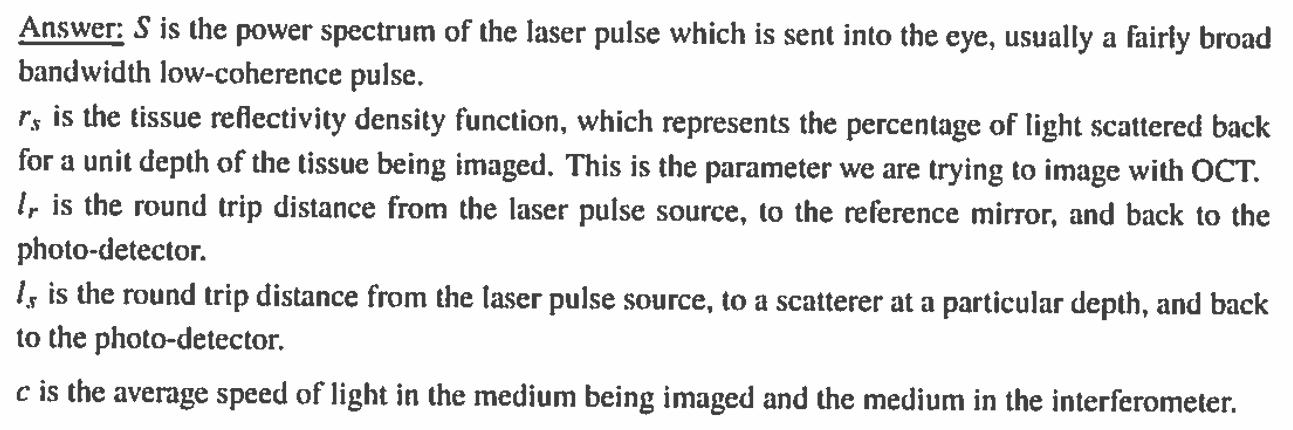 Answer: S is the power spectrum of the laser pulse which is sent into the eye, usually a fairly broad
bandwidth low-coherence pulse.
rs is the tissue reflectivity density function, which represents the percentage of light scattered back
for a unit depth of the tissue being imaged. This is the parameter we are trying to image with OCT.
lr is the round trip distance from the laser pulse source, to the reference mirror, and back to the
photo-detector.
ls is the round trip distance from the laser pulse source, to a scatterer at a particular depth, and back
to the photo-detector.
c is the average speed of light in the medium being imaged and the medium in the interferometer.